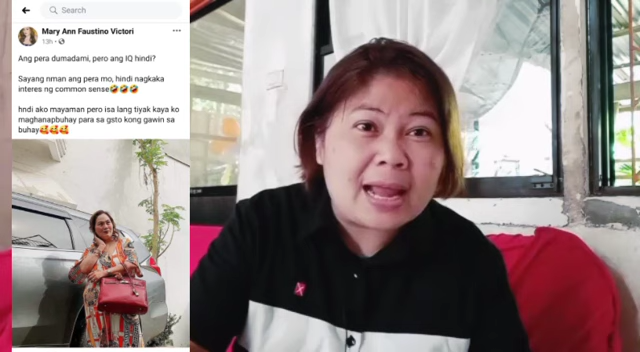 Search
Mary Ann Faustino Victori
13h
Ang pera dumadami, pero ang IQ hindi?
Sayang nman ang pera mo, hindi nagkaka
interes ng common sense🤣🤣🤣
hndi ako mayaman pero isa lang tiyak kaya ko
maghanapbuhay para sa gsto kong gawin sa
buhay🥰🥰🥰